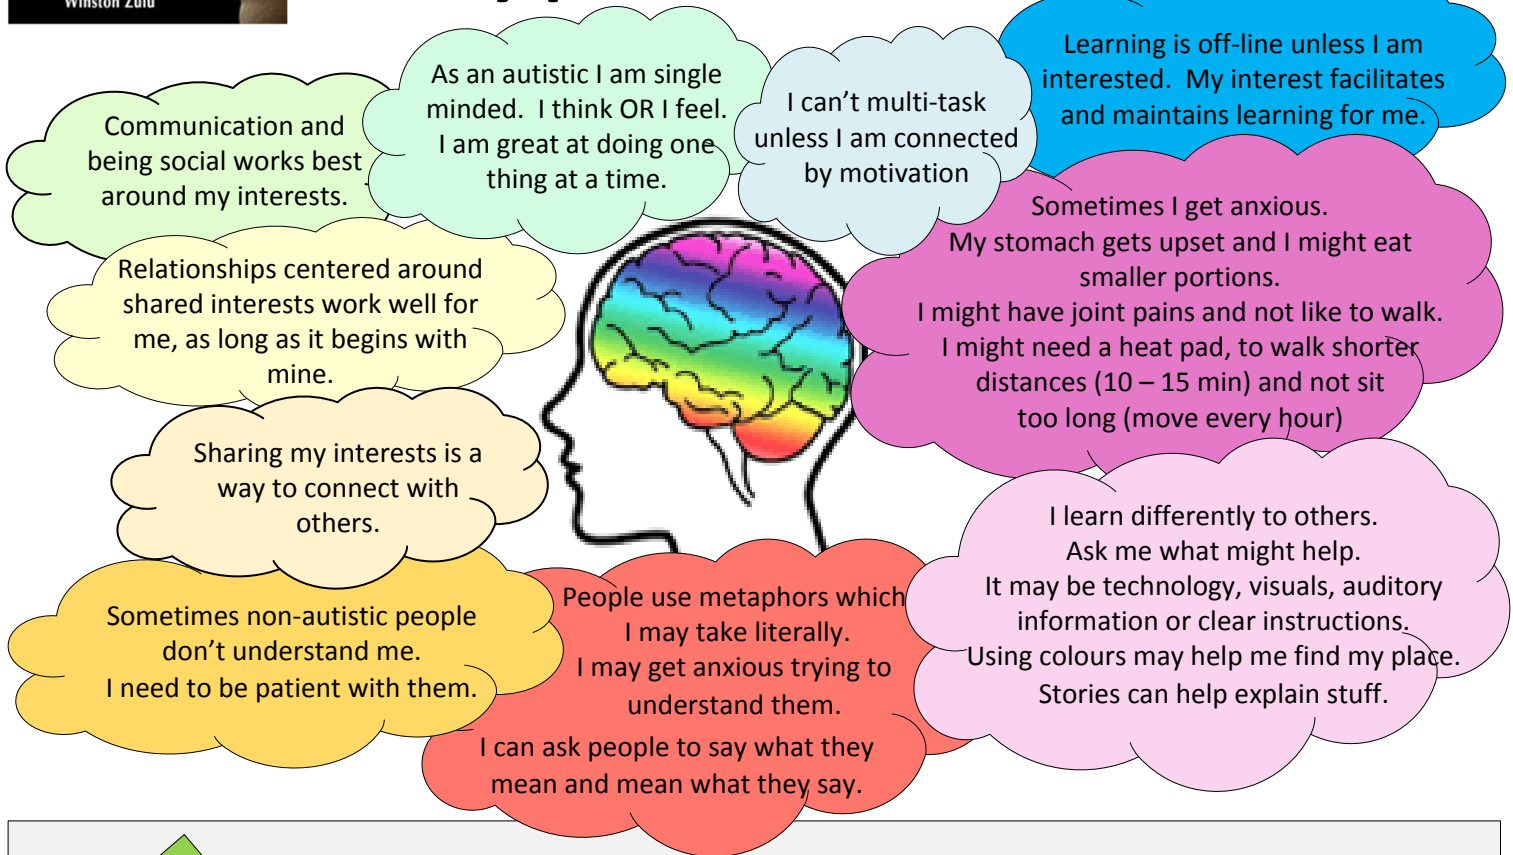 Winston Zulu
Communication and
being social works best
around my interests.
As an autistic I am single
minded.  I think OR I feel.
I am great at doing one
thing at a time.
I can’t multi-task
unless I am connected
by motivation
Learning is off-line unless I am
interested.  My interest facilitates
and maintains learning for me.
Relationships centered around
shared interests work well for
me, as long as it begins with
mine.
Sometimes I get anxious.
My stomach gets upset and I might eat
smaller portions.
I might have joint pains and not like to walk.
I might need a heat pad, to walk shorter
distances (10 – 15 min) and not sit
too long (move every hour)
Sharing my interests is a
way to connect with
others.
I learn differently to others.
Ask me what might help.
It may be technology, visuals, auditory
information or clear instructions.
Using colours may help me find my place.
Stories can help explain stuff.
Sometimes non-autistic people
don’t understand me.
I need to be patient with them.
People use metaphors which
I may take literally.
I may get anxious trying to
understand them.
I can ask people to say what they
mean and mean what they say.